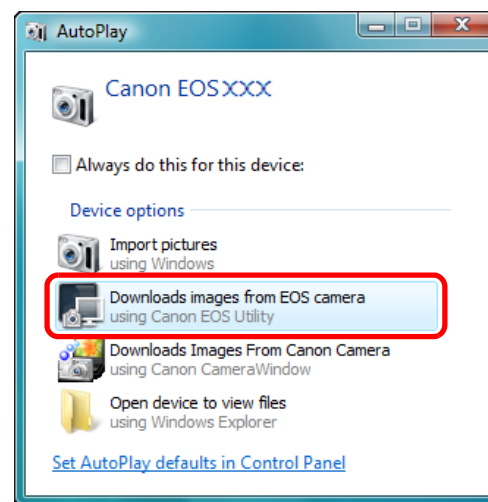 AutoPlay
Canon EOS XXX
Always do this for this device:
Device options
Import pictures
using Windows
Downloads images from EOS camera
using Canon EOS Utility
Downloads Images From Canon Camera
using Canon CameraWindow
Open device to view files
using Windows Explorer
Set AutoPlay defaults in Control Panel